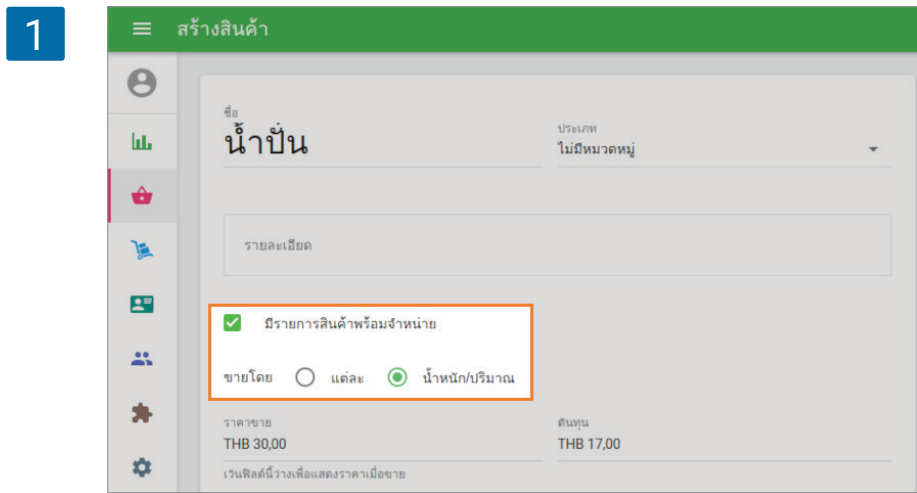 1
สร้างสินค้า
ชื่อ
น้ำปั่น
ประเภท
ไม่มีหมวดหมู่
รายละเอียด
มีรายการสินค้าพร้อมจำหน่าย
ขายโดย แต่ละ น้ำหนัก/ปริมาณ
ราคาขาย
THB 30,00
ต้นทุน
THB 17,00
เว้นฟิลด์นี้ว่างเพื่อแสดงราคาเมื่อขาย